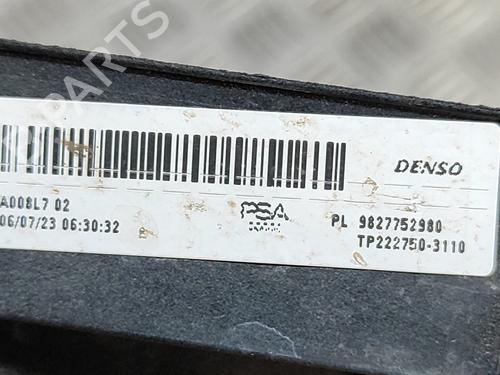 DENSO
A008L7 02
06/07/23 06:30:32
PSA
PL 9827752980
TP222750-3110
B-PARTS